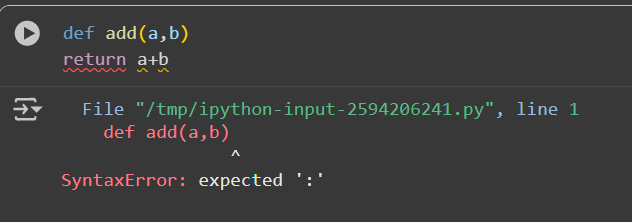 def add(a,b)
return a+b
File "/tmp/ipython-input-2594206241.py", line 1
def add(a,b)
^
SyntaxError: expected ':'